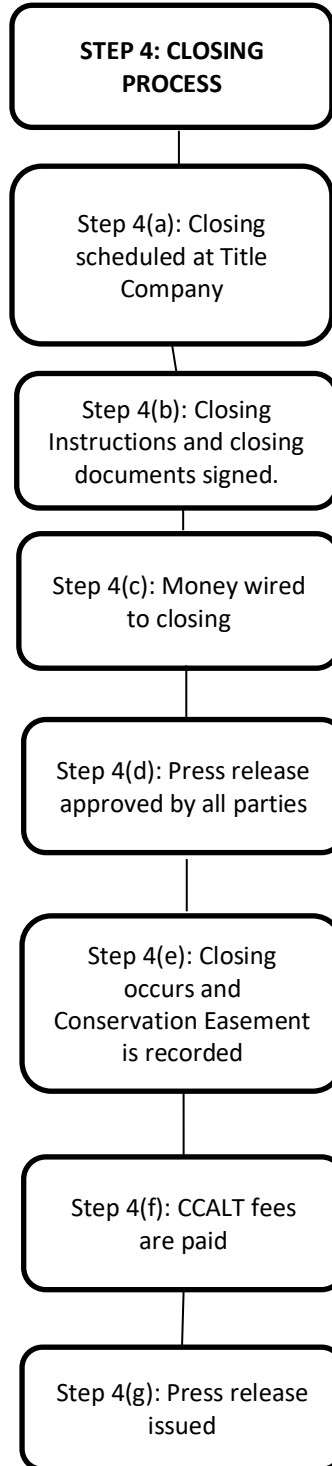 STEP 4: CLOSING
PROCESS
Step 4(a): Closing
scheduled at Title
Company
Step 4(b): Closing
Instructions and closing
documents signed.
Step 4(c): Money wired
to closing
Step 4(d): Press release
approved by all parties
Step 4(e): Closing
occurs and
Conservation Easement
is recorded
Step 4(f): CCALT fees
are paid
Step 4(g): Press release
issued